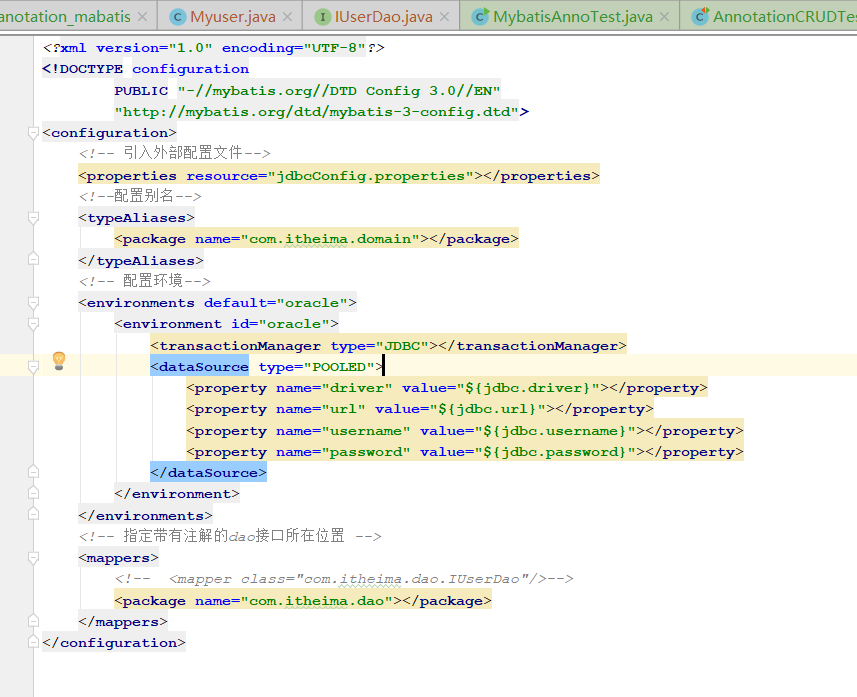 anotation_mabatis Myuser.java IUserDao.java MybatisAnnoTest.java AnnotationCRUDTes
<?xml version="1.0" encoding="UTF-8"?>
<!DOCTYPE configuration
PUBLIC "-//mybatis.org//DTD Config 3.0//EN"
"http://mybatis.org/dtd/mybatis-3-config.dtd">
<configuration>
<!-- 引入外部配置文件-->
<properties resource="jdbcConfig.properties"></properties>
<!--配置别名-->
<typeAliases>
<package name="com.itheima.domain"></package>
</typeAliases>
<!-- 配置环境-->
<environments default="oracle">
<environment id="oracle">
<transactionManager type="JDBC"></transactionManager>
<dataSource type="POOLED">
<property name="driver" value="${jdbc.driver}"></property>
<property name="url" value="${jdbc.url}"></property>
<property name="username" value="${jdbc.username}"></property>
<property name="password" value="${jdbc.password}"></property>
</dataSource>
</environment>
</environments>
<!-- 指定带有注解的dao接口所在位置 -->
<mappers>
<!--  <mapper class="com.itheima.dao.IUserDao"/>-->
<package name="com.itheima.dao"></package>
</mappers>
</configuration>